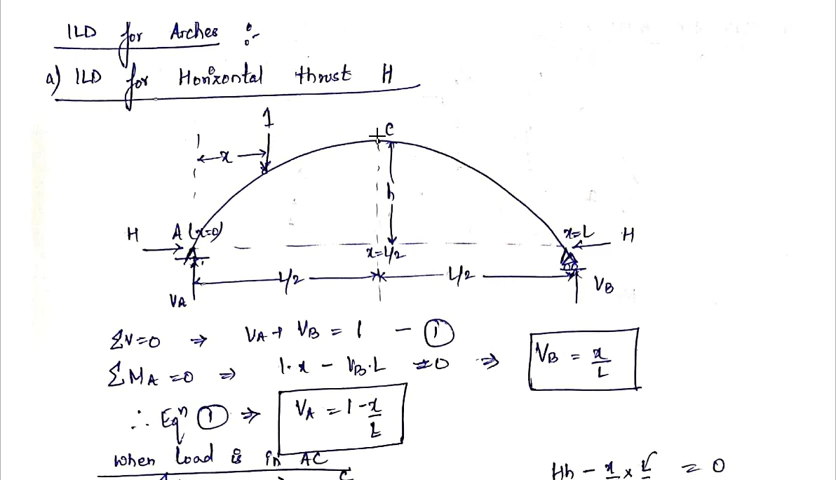 ILD for Arches :-
a) ILD for Horizontal thrust H
1
C
x
h
H A (x=0) x=L H
x=L/2
L/2 L/2
VA VB
ΣV=0 ⇒ VA + VB = 1 - ①
ΣMA=0 ⇒ 1·x - VB·L = 0 ⇒ VB = x/L
∴ Eqn ① ⇒ VA = 1 - x/L
when Load is in AC
C
Hh - x/L × L/2 = 0